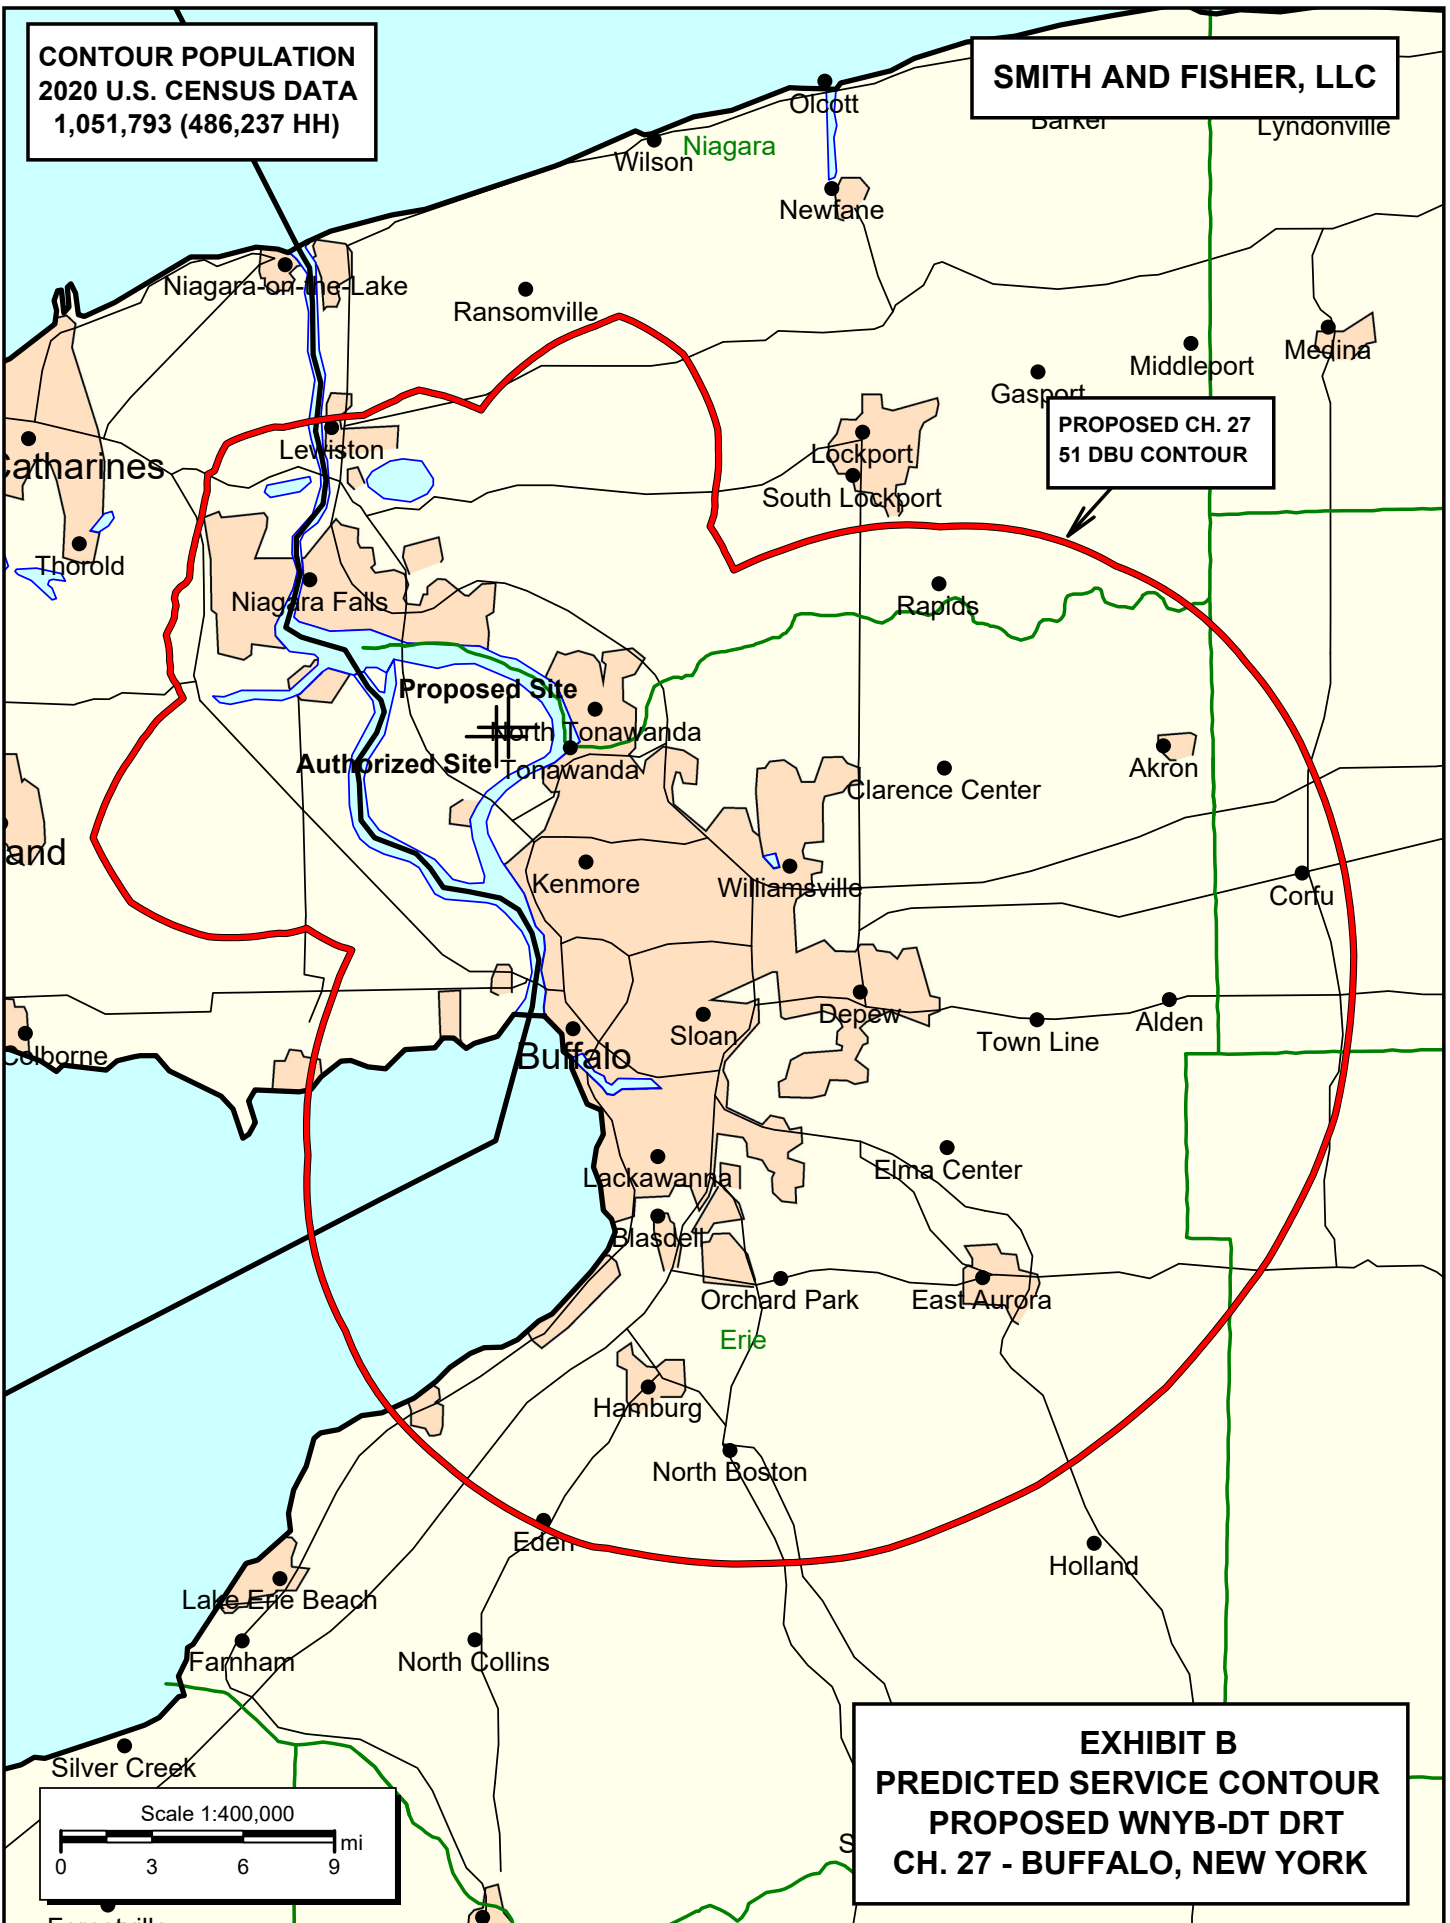 CONTOUR POPULATION
2020 U.S. CENSUS DATA
1,051,793 (486,237 HH)
SMITH AND FISHER, LLC
Olcott
Barker
Lyndonville
Wilson
Niagara
Newfane
Niagara-on-the-Lake
Ransomville
Middleport
Medina
Gasport
PROPOSED CH. 27
51 DBU CONTOUR
Lewiston
Lockport
Catharines
South Lockport
Thorold
Niagara Falls
Rapids
Proposed Site
North Tonawanda
Authorized Site
Tonawanda
Akron
Clarence Center
and
Kenmore
Williamsville
Corfu
Depew
Alden
Sloan
Town Line
Colborne
Buffalo
Elma Center
Lackawanna
Blasdell
Orchard Park
East Aurora
Erie
Hamburg
North Boston
Eden
Holland
Lake Erie Beach
Farnham
North Collins
Silver Creek
EXHIBIT B
PREDICTED SERVICE CONTOUR
PROPOSED WNYB-DT DRT
CH. 27 - BUFFALO, NEW YORK
Scale 1:400,000
mi
0 3 6 9
S